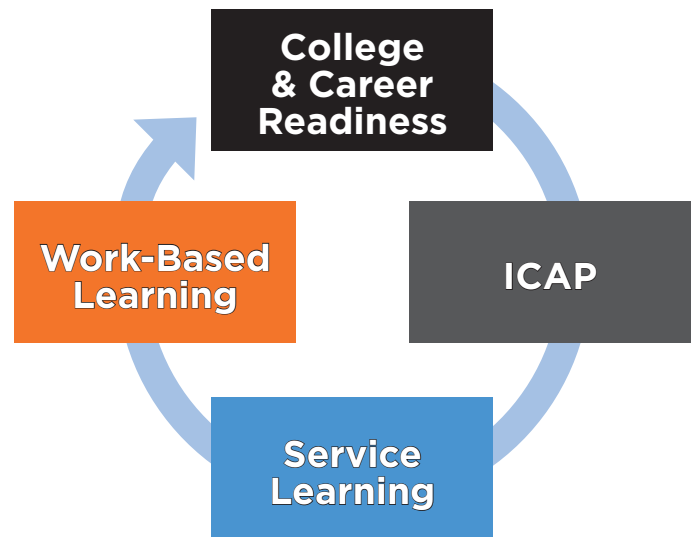 College
& Career
Readiness
Work-Based
Learning
ICAP
Service
Learning